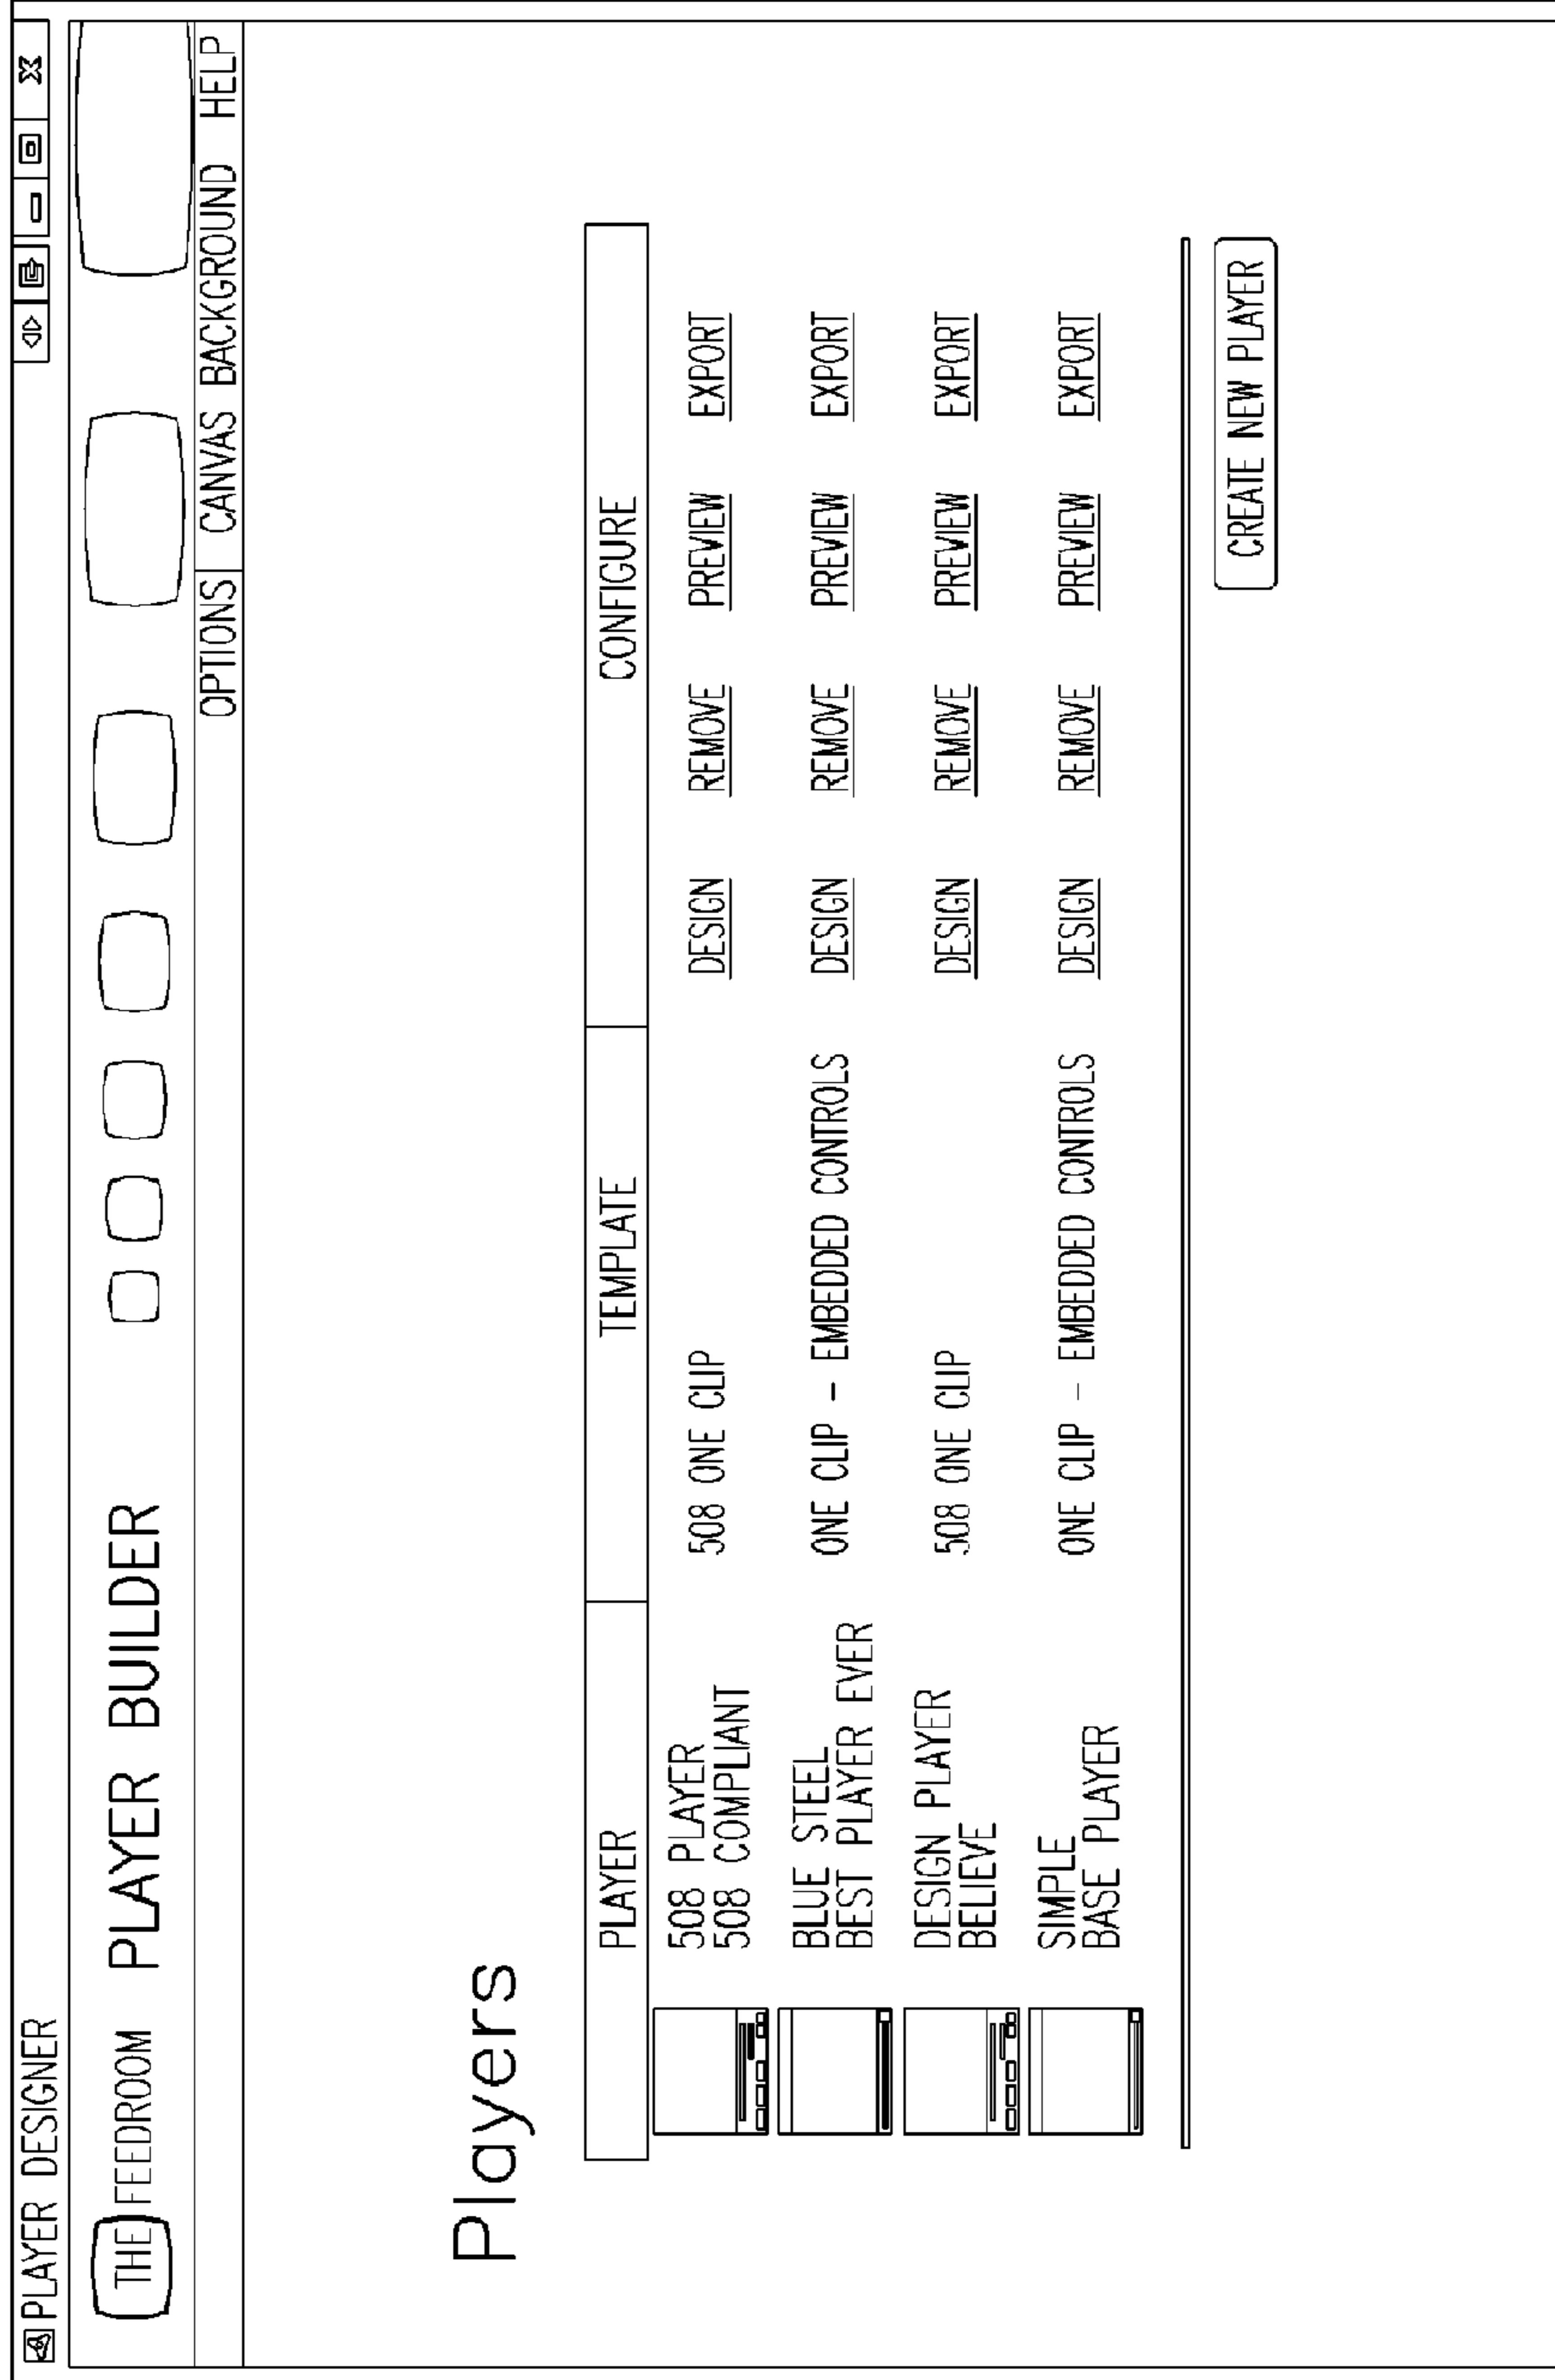 PLAYER DESIGNER
THE FEEDROOM PLAYER BUILDER
OPTIONS CANVAS BACKGROUND HELP
Players
PLAYER TEMPLATE CONFIGURE
508 PLAYER
508 COMPLIANT
508 ONE CLIP DESIGN REMOVE PREVIEW EXPORT
BLUE STEEL
BEST PLAYER EVER
ONE CLIP – EMBEDDED CONTROLS DESIGN REMOVE PREVIEW EXPORT
DESIGN PLAYER
BELIEVE
508 ONE CLIP DESIGN REMOVE PREVIEW EXPORT
SIMPLE
BASE PLAYER
ONE CLIP – EMBEDDED CONTROLS DESIGN REMOVE PREVIEW EXPORT
CREATE NEW PLAYER